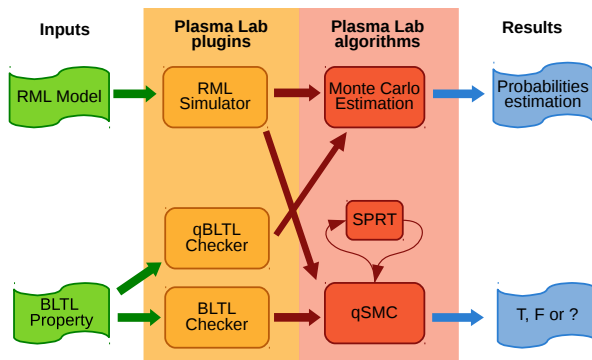 Inputs
Plasma Lab
plugins
Plasma Lab
algorithms
Results
RML Model
RML
Simulator
Monte Carlo
Estimation
Probabilities
estimation
qBLTL
Checker
SPRT
BLTL
Property
BLTL
Checker
qSMC
T, F or ?